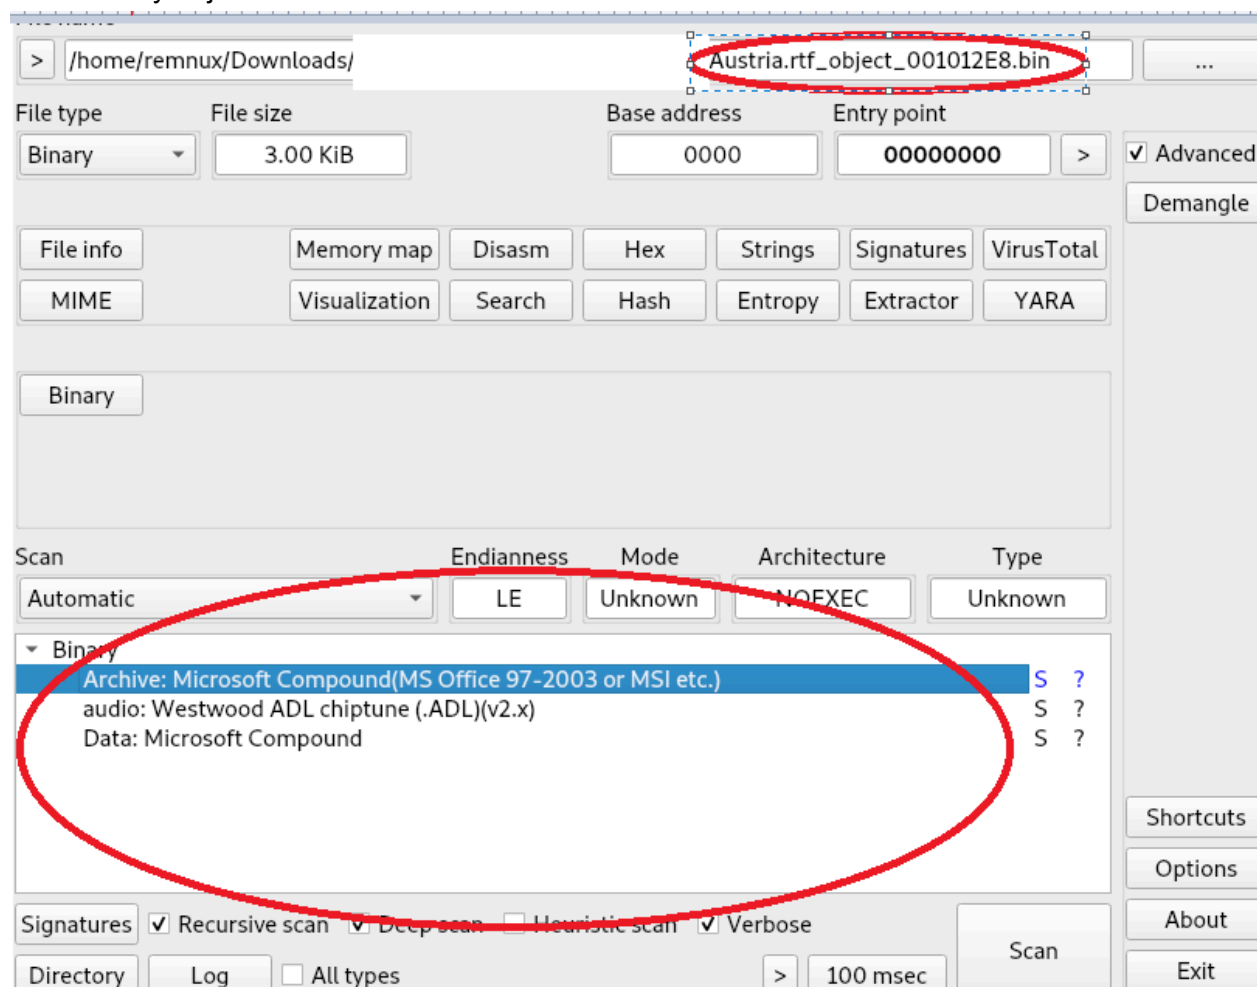 > /home/remnux/Downloads/ Austria.rtf_object_001012E8.bin ...
File type File size Base address Entry point
Binary 3.00 KiB 0000 00000000 > Advanced
Demangle
File info Memory map Disasm Hex Strings Signatures VirusTotal
MIME Visualization Search Hash Entropy Extractor YARA
Binary
Scan Endianness Mode Architecture Type
Automatic LE Unknown NOEXEC Unknown
Binary
Archive: Microsoft Compound(MS Office 97-2003 or MSI etc.) S ?
audio: Westwood ADL chiptune (.ADL)(v2.x) S ?
Data: Microsoft Compound S ?
Shortcuts
Options
Signatures Recursive scan Deep scan Heuristic scan Verbose About
Scan
Directory Log All types > 100 msec Exit